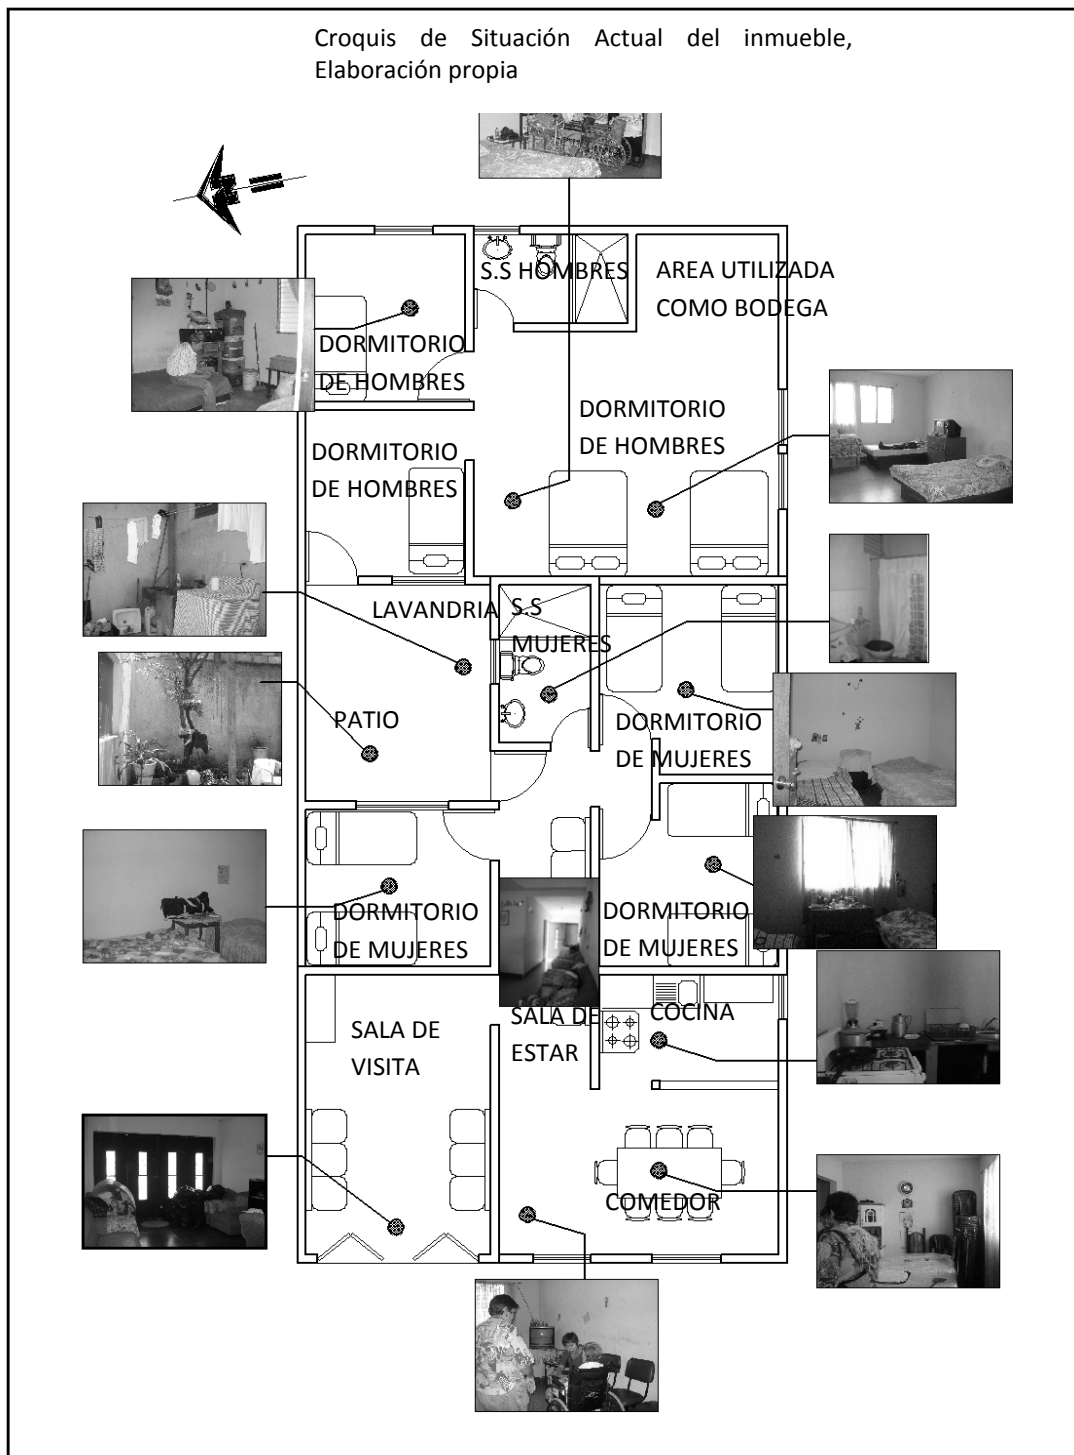 Croquis de Situación Actual del inmueble,
Elaboración propia
S.S HOMBRES
AREA UTILIZADA
COMO BODEGA
DORMITORIO
DE HOMBRES
DORMITORIO
DE HOMBRES
DORMITORIO
DE HOMBRES
LAVANDRIA
S.S
MUJERES
PATIO
DORMITORIO
DE MUJERES
DORMITORIO
DE MUJERES
DORMITORIO
DE MUJERES
SALA DE
VISITA
SALA DE
ESTAR
COCINA
COMEDOR